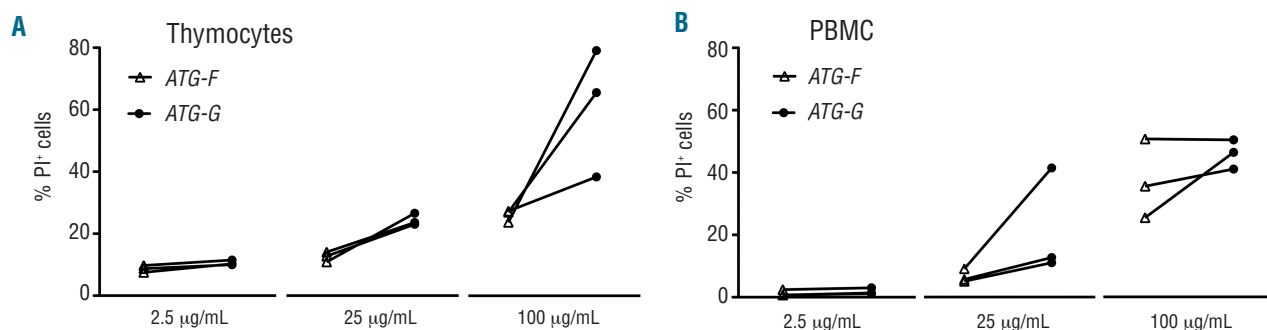 A
Thymocytes
80
60
40
20
0
% PI⁺ cells
ATG-F
ATG-G
2.5 µg/mL
25 µg/mL
100 µg/mL
B
PBMC
80
60
40
20
0
% PI⁺ cells
ATG-F
ATG-G
2.5 µg/mL
25 µg/mL
100 µg/mL